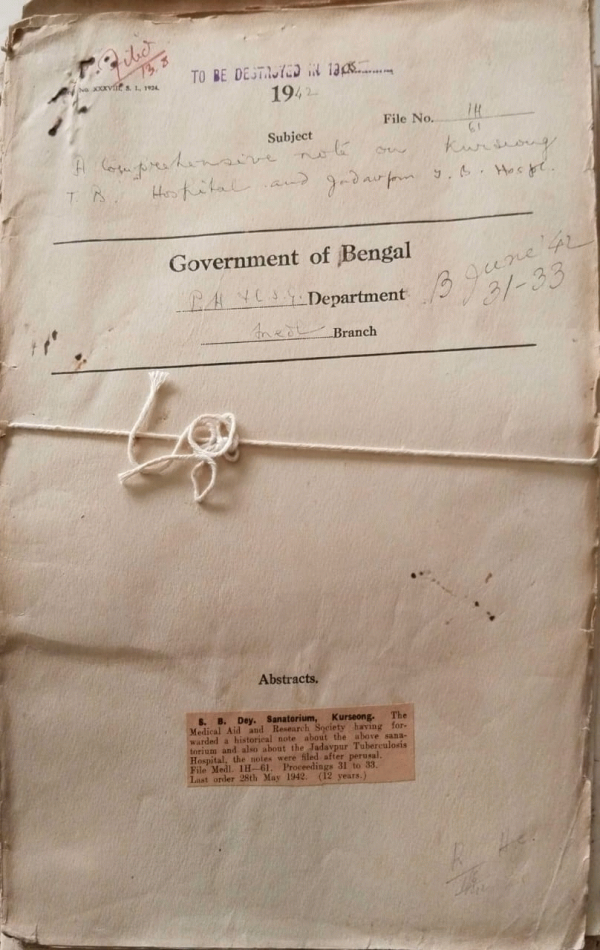 Filed
13.8
No. XXXVIII, S. I., 1924.
TO BE DESTROYED IN 19
1942
File No. 1H
61
Subject
A comprehensive note on Kurseong
T. B. Hospital and Jadavpur T. B. Hospl.
Government of Bengal
P.H & L.S.G. Department
B June '42
31-33
Medl Branch
Abstracts.
S. B. Dey. Sanatorium, Kurseong. The
Medical Aid and Research Society having for-
warded a historical note about the above sana-
torium and also about the Jadavpur Tuberculosis
Hospital, the notes were filed after perusal.
File Medl. 1H—61. Proceedings 31 to 33.
Last order 28th May 1942. (12 years.)